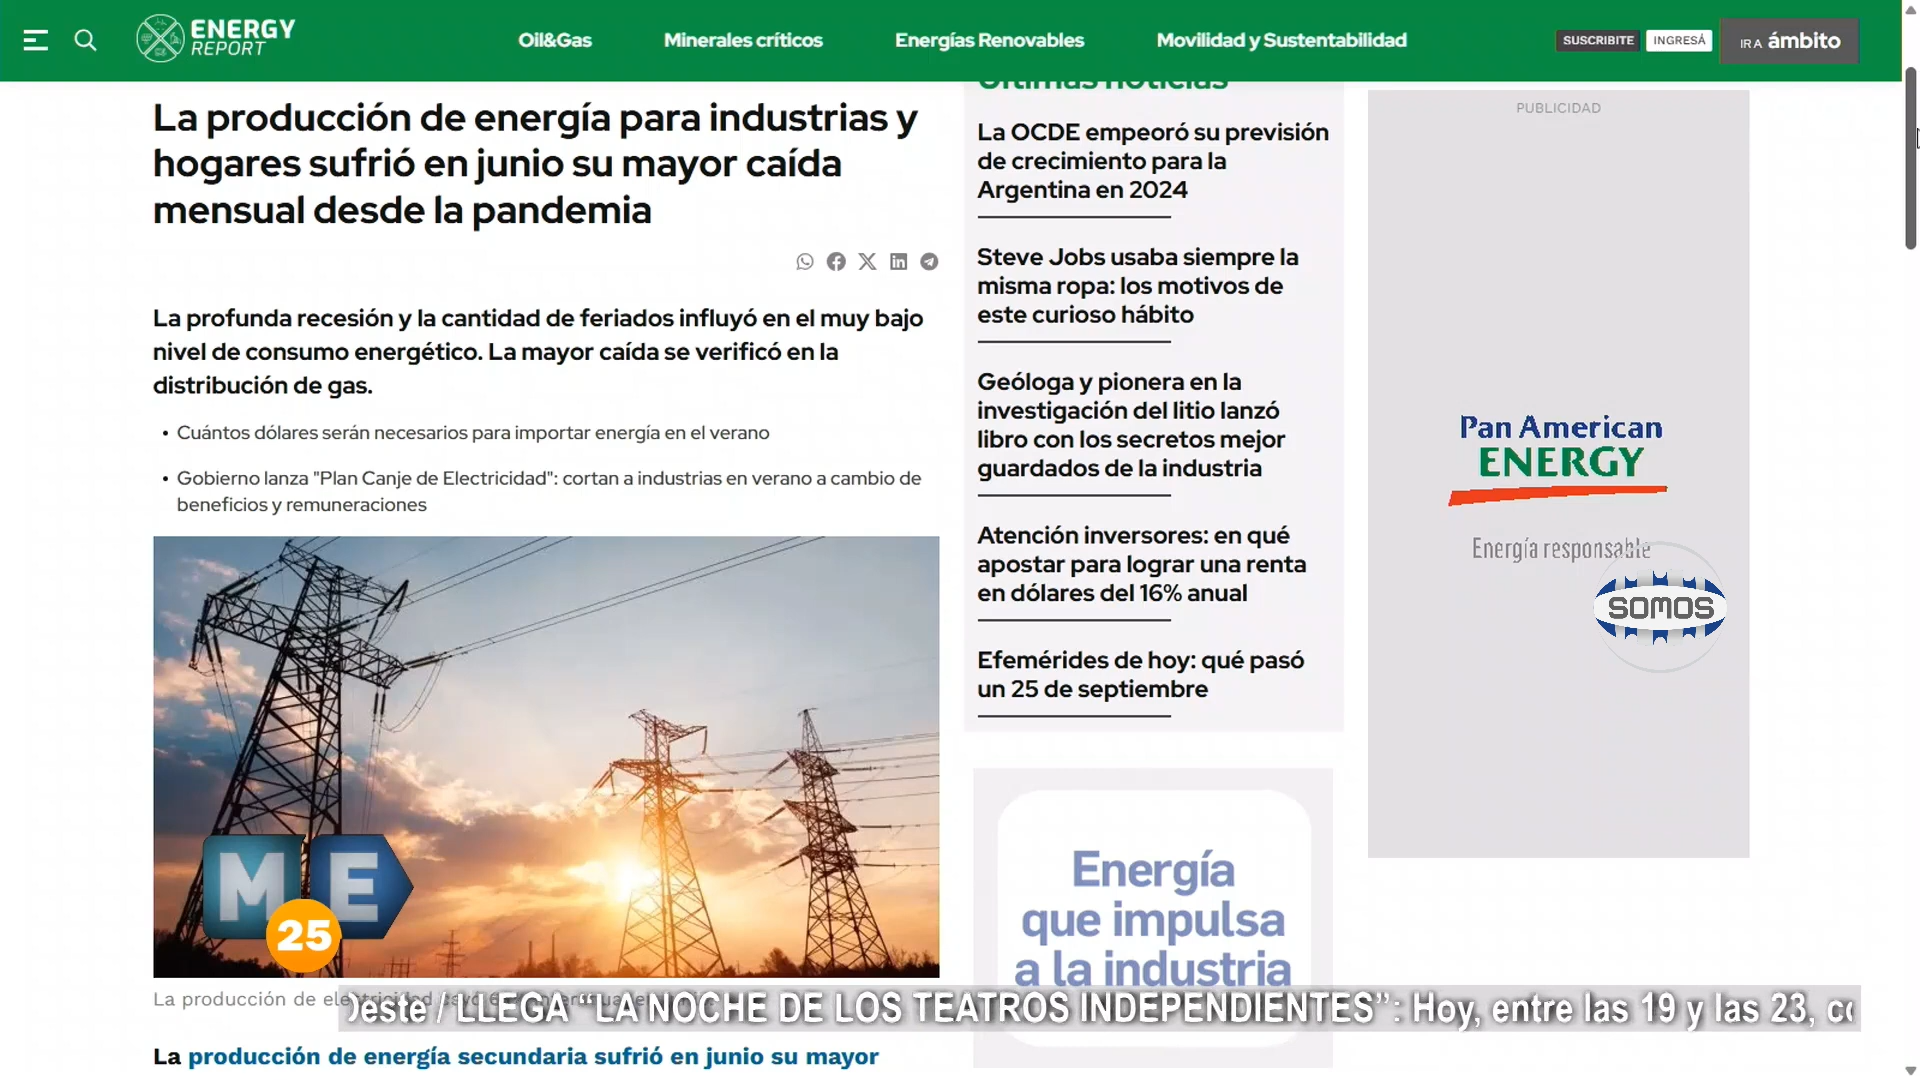 ENERGY
REPORT
Oil&Gas
Minerales críticos
Energías Renovables
Movilidad y Sustentabilidad
SUSCRIBITE
INGRESÁ
IR A ámbito
La producción de energía para industrias y
hogares sufrió en junio su mayor caída
mensual desde la pandemia
La profunda recesión y la cantidad de feriados influyó en el muy bajo
nivel de consumo energético. La mayor caída se verificó en la
distribución de gas.
• Cuántos dólares serán necesarios para importar energía en el verano
• Gobierno lanza "Plan Canje de Electricidad": cortan a industrias en verano a cambio de
beneficios y remuneraciones
M E
25
La producción de
La producción de energía secundaria sufrió en junio su mayor
Últimas noticias
La OCDE empeoró su previsión
de crecimiento para la
Argentina en 2024
Steve Jobs usaba siempre la
misma ropa: los motivos de
este curioso hábito
Geóloga y pionera en la
investigación del litio lanzó
libro con los secretos mejor
guardados de la industria
Atención inversores: en qué
apostar para lograr una renta
en dólares del 16% anual
Efemérides de hoy: qué pasó
un 25 de septiembre
Energía
que impulsa
a la industria
PUBLICIDAD
Pan American
ENERGY
Energía responsable
SOMOS
Oeste / LLEGA “LA NOCHE DE LOS TEATROS INDEPENDIENTES”: Hoy, entre las 19 y las 23,